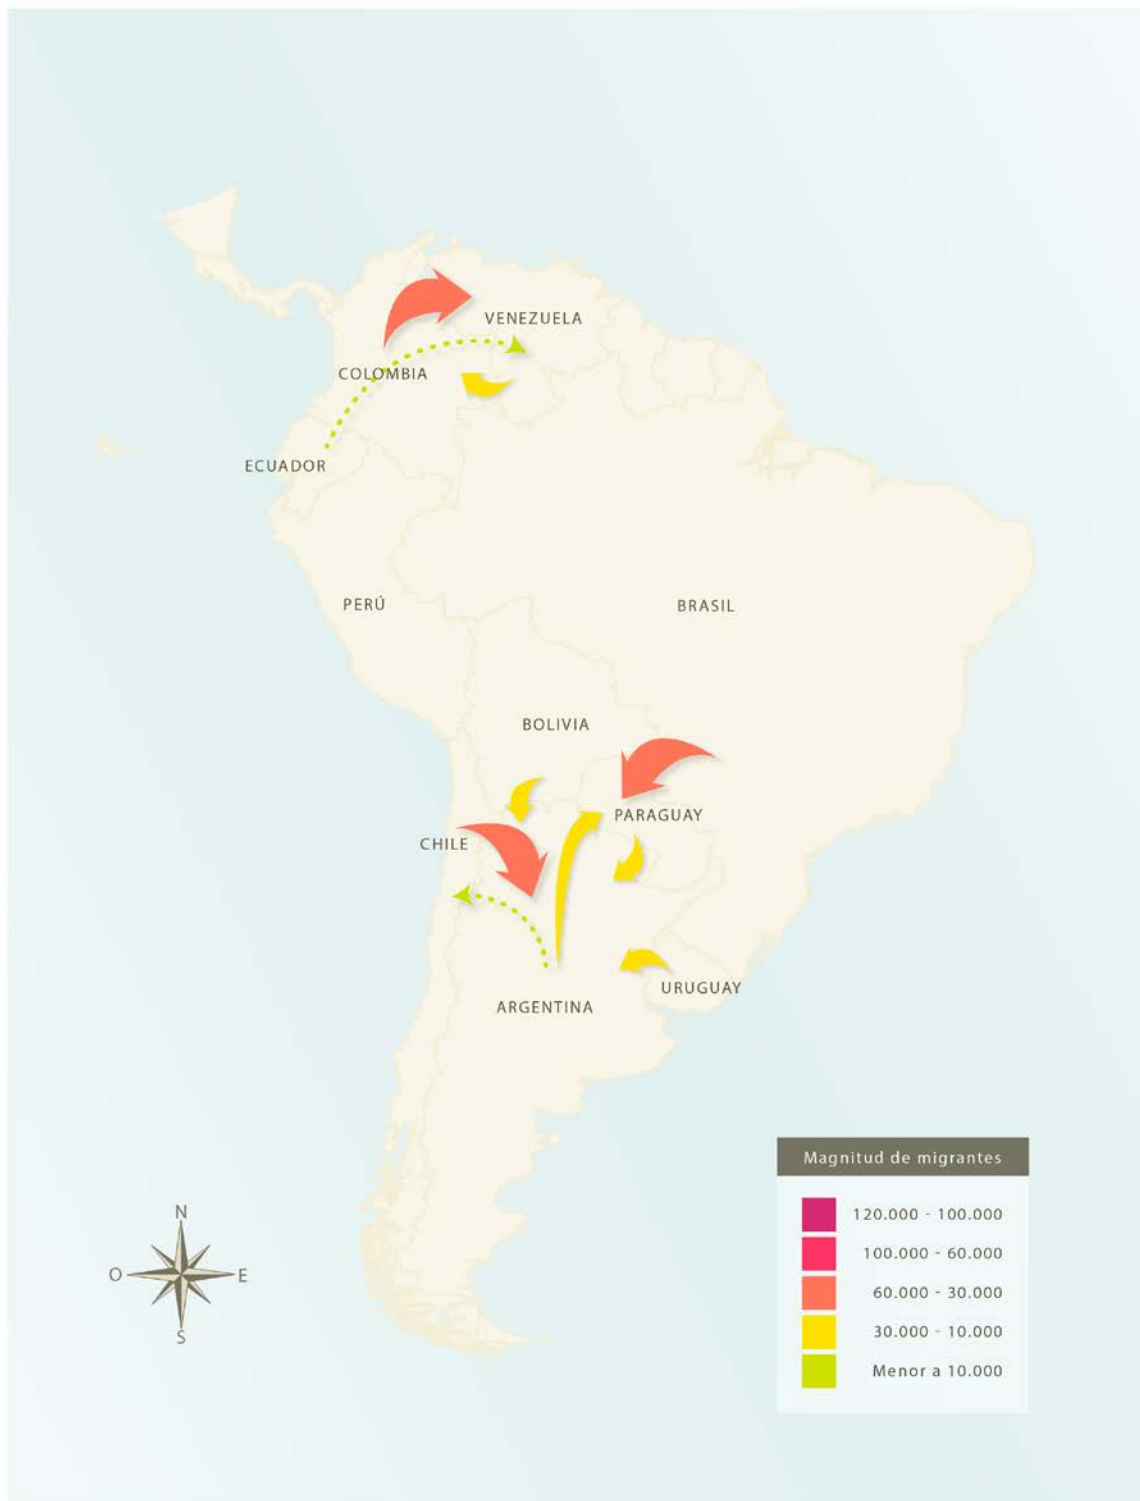 VENEZUELA
COLOMBIA
ECUADOR
PERÚ
BRASIL
BOLIVIA
PARAGUAY
CHILE
URUGUAY
ARGENTINA
Magnitud de migrantes
120.000 - 100.000
100.000 - 60.000
60.000 - 30.000
30.000 - 10.000
Menor a 10.000
N
O
E
S